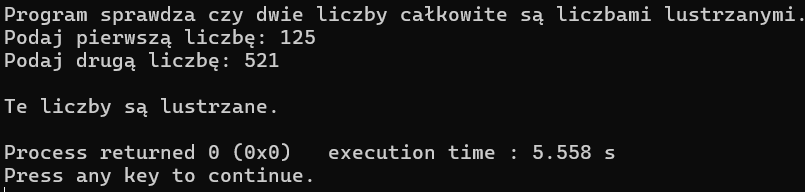 Program sprawdza czy dwie liczby całkowite są liczbami lustrzanymi.
Podaj pierwszą liczbę: 125
Podaj drugą liczbę: 521
Te liczby są lustrzane.
Process returned 0 (0x0)   execution time : 5.558 s
Press any key to continue.